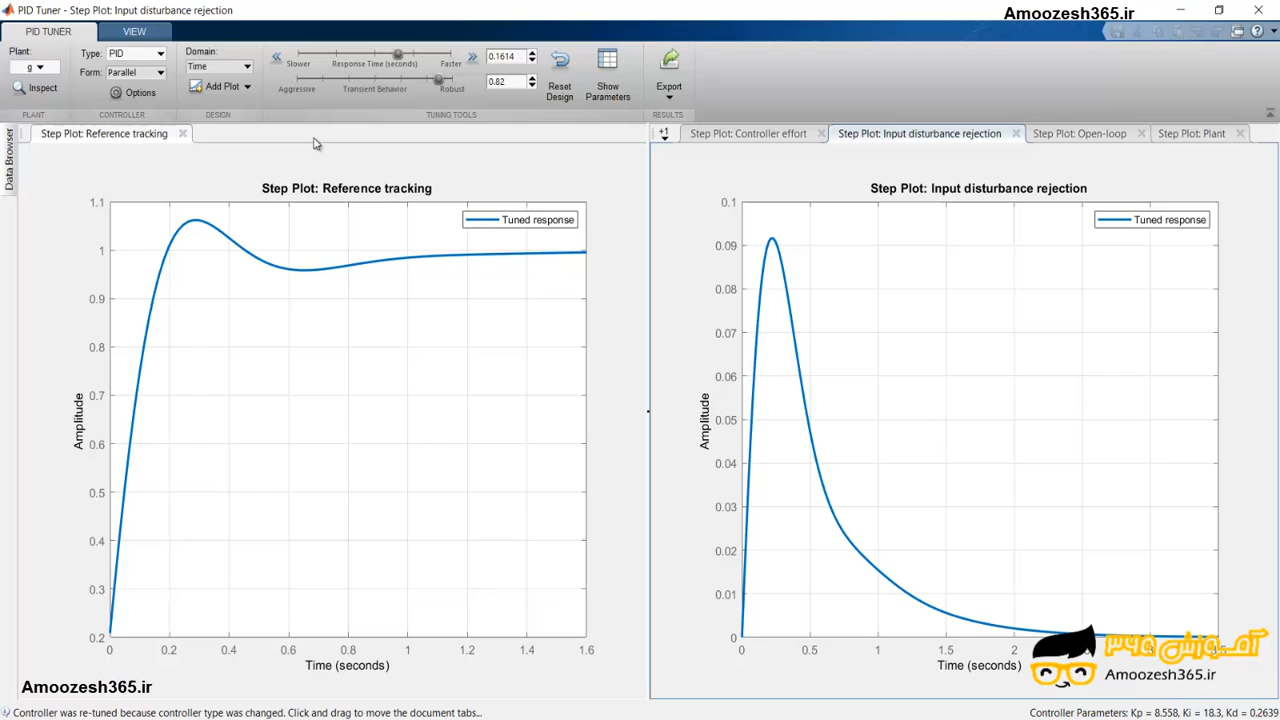 PID Tuner - Step Plot: Input disturbance rejection
Amoozesh365.ir
PID TUNER
VIEW
Plant:
g
Inspect
PLANT
Type: PID
Form: Parallel
Options
CONTROLLER
Domain:
Time
Add Plot
DESIGN
Slower Response Time (seconds) Faster 0.1614
Aggressive Transient Behavior Robust 0.82
Reset
Design
Show
Parameters
TUNING TOOLS
Export
RESULTS
Data Browser
Step Plot: Reference tracking
+1
Step Plot: Controller effort
Step Plot: Input disturbance rejection
Step Plot: Open-loop
Step Plot: Plant
Step Plot: Reference tracking
Tuned response
1.1
1
0.9
0.8
0.7
0.6
0.5
0.4
0.3
0.2
Amplitude
0 0.2 0.4 0.6 0.8 1 1.2 1.4 1.6
Time (seconds)
Step Plot: Input disturbance rejection
Tuned response
0.1
0.09
0.08
0.07
0.06
0.05
0.04
0.03
0.02
0.01
0
Amplitude
0 0.5 1 1.5 2
Time (seconds)
آموزش ۳۶۵
Amoozesh365.ir
Amoozesh365.ir
Controller was re-tuned because controller type was changed. Click and drag to move the document tabs...
Controller Parameters: Kp = 8.558, Ki = 18.3, Kd = 0.2639